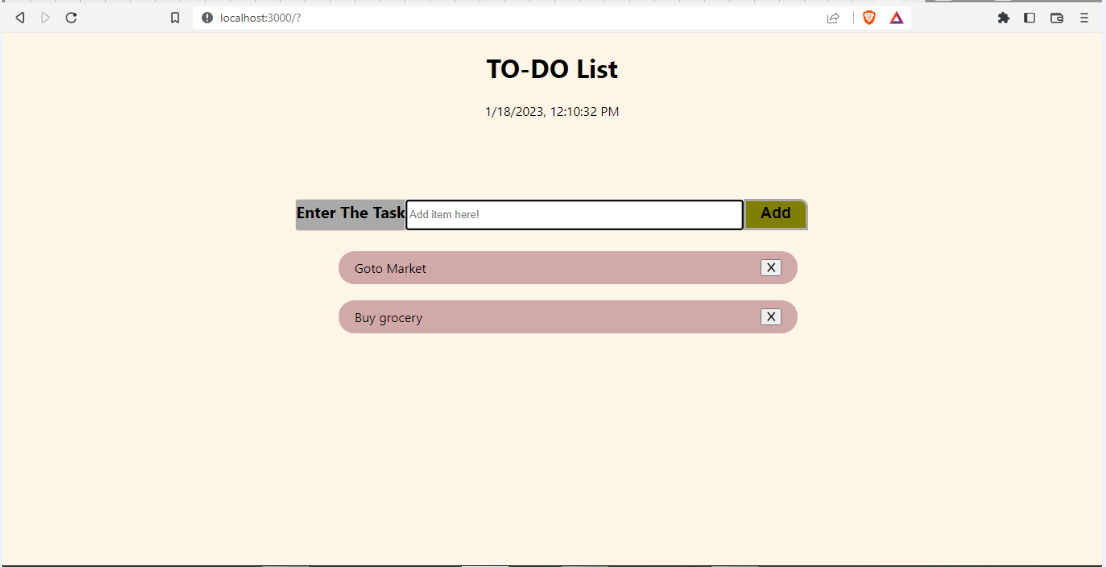 localhost:3000/?
TO-DO List
1/18/2023, 12:10:32 PM
Enter The Task Add item here! Add
Goto Market X
Buy grocery X